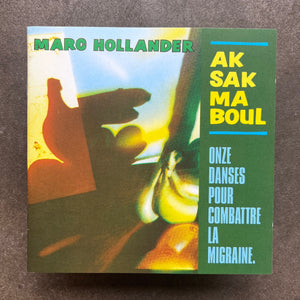 MARC HOLLANDER
AK
SAK
MA
BOUL
ONZE
DANSES
POUR
COMBATTRE
LA
MIGRAINE.